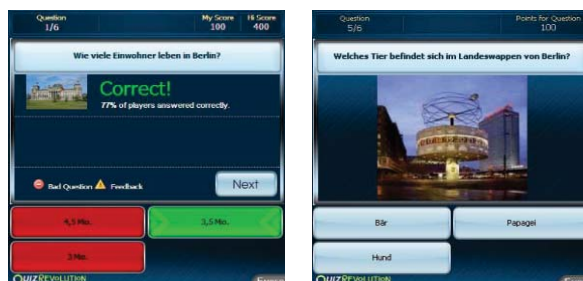 Question
1/6
My Score
100
Hi Score
400
Wie viele Einwohner leben in Berlin?
Correct!
77% of players answered correctly.
Bad Question
Feedback
Next
4,5 Mio.
3,5 Mio.
2 Mio.
QUIZREVOLUTION
Question
5/6
Points for Question
100
Welches Tier befindet sich im Landeswappen von Berlin?
Bär
Papagei
Hund
QUIZREVOLUTION